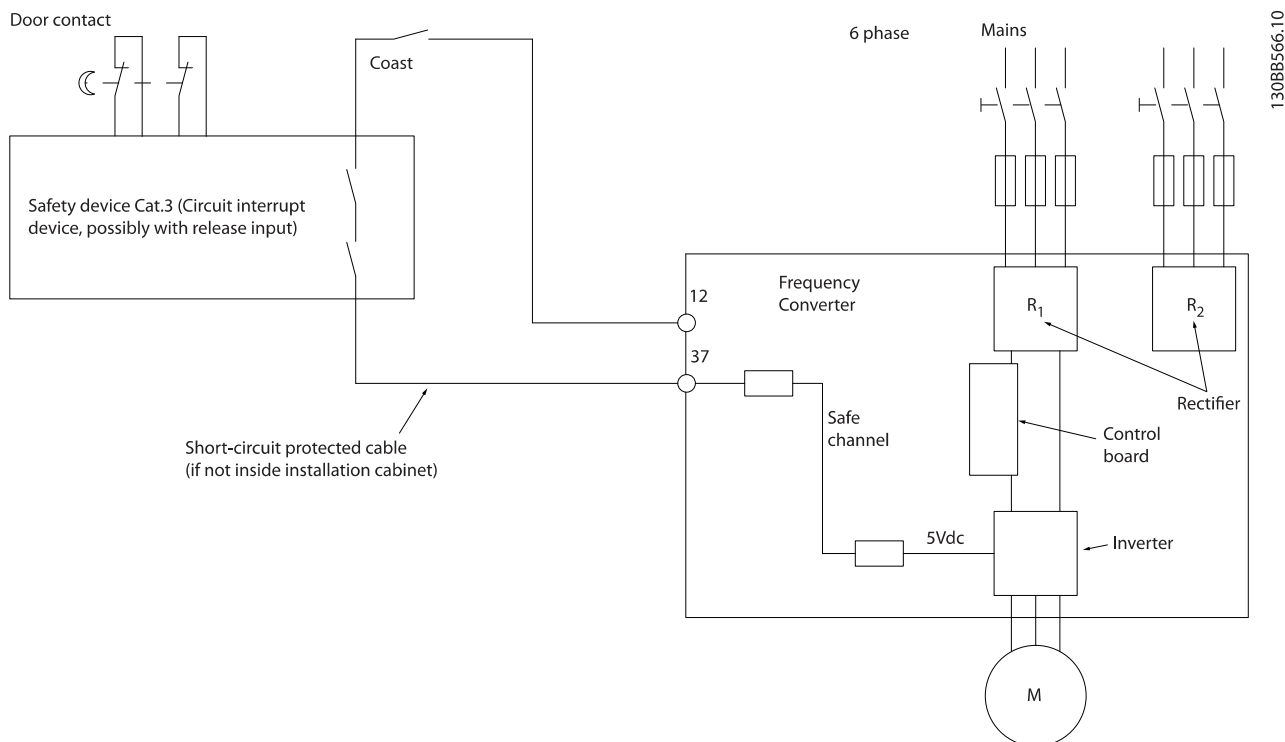 Door contact
Coast
6 phase
Mains
130BB566.10
Safety device Cat.3 (Circuit interrupt
device, possibly with release input)
12
Frequency
Converter
R1
R2
37
Rectifier
Safe
channel
Control
board
Short-circuit protected cable
(if not inside installation cabinet)
5Vdc
Inverter
M